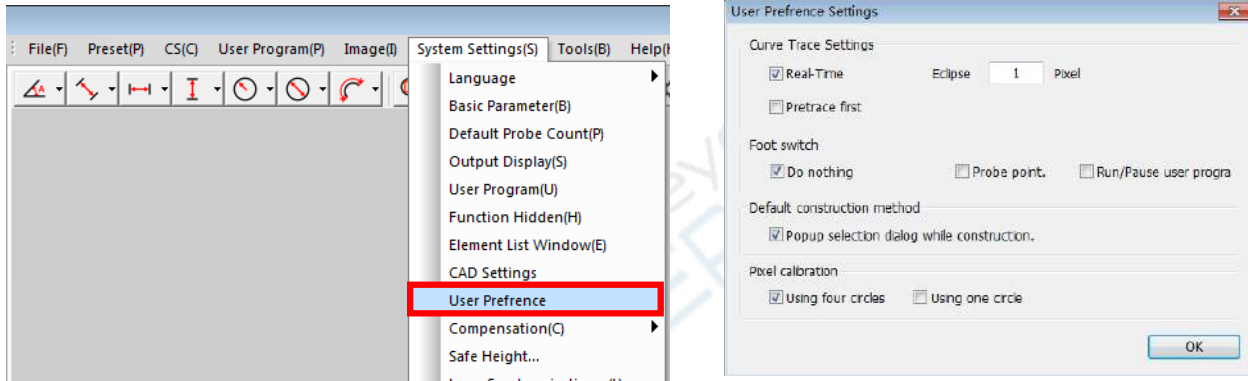 File(F) Preset(P) CS(C) User Program(P) Image(I) System Settings(S) Tools(B)
Language
Basic Parameter(B)
Default Probe Count(P)
Output Display(S)
User Program(U)
Function Hidden(H)
Element List Window(E)
CAD Settings
User Prefrence
Compensation(C)
Safe Height...
User Prefrence Settings
Curve Trace Settings
Real-Time Eclipse 1 Pixel
Pretrace first
Foot switch
Do nothing Probe point. Run/Pause user progra
Default construction method
Popup selection dialog while construction.
Pixel calibration
Using four circles Using one circle
OK